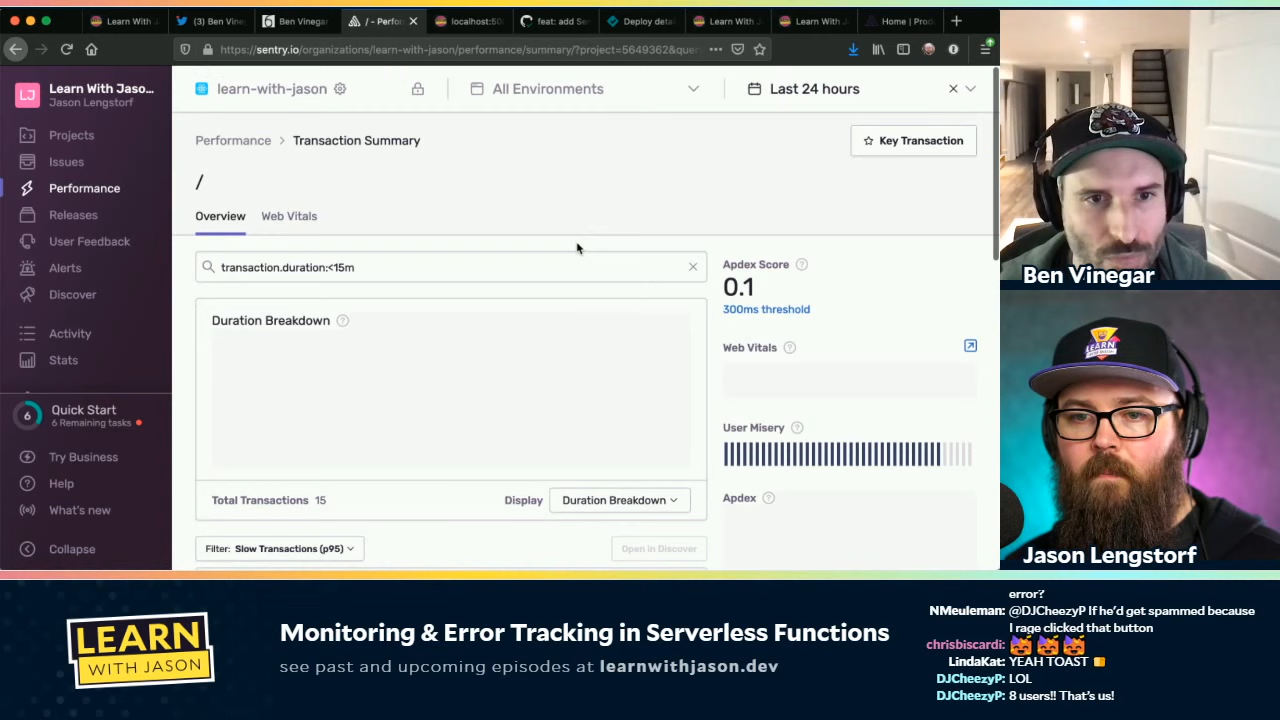 Learn With J
(3) Ben Vine
Ben Vinegar
/ - Perfo
localhost:50
feat: add Se
Deploy deta
Learn With J
Learn With J
Home | Prod
https://sentry.io/organizations/learn-with-jason/performance/summary/?project=5649362&quer
LJ
Learn With Jaso...
Jason Lengstorf
Projects
Issues
Performance
Releases
User Feedback
Alerts
Discover
Activity
Stats
6
Quick Start
6 Remaining tasks
Try Business
Help
What's new
Collapse
learn-with-jason
All Environments
Last 24 hours
Performance > Transaction Summary
Key Transaction
/
Overview
Web Vitals
transaction.duration:<15m
Duration Breakdown
Total Transactions 15
Display
Duration Breakdown
Filter: Slow Transactions (p95)
Open in Discover
Apdex Score
0.1
300ms threshold
Web Vitals
User Misery
Apdex
Ben Vinegar
LEARN
Jason Lengstorf
LEARN
WITH JASON
Monitoring & Error Tracking in Serverless Functions
see past and upcoming episodes at learnwithjason.dev
error?
NMeuleman: @DJCheezyP If he'd get spammed because
I rage clicked that button
chrisbiscardi:
LindaKat: YEAH TOAST
DJCheezyP: LOL
DJCheezyP: 8 users!! That's us!